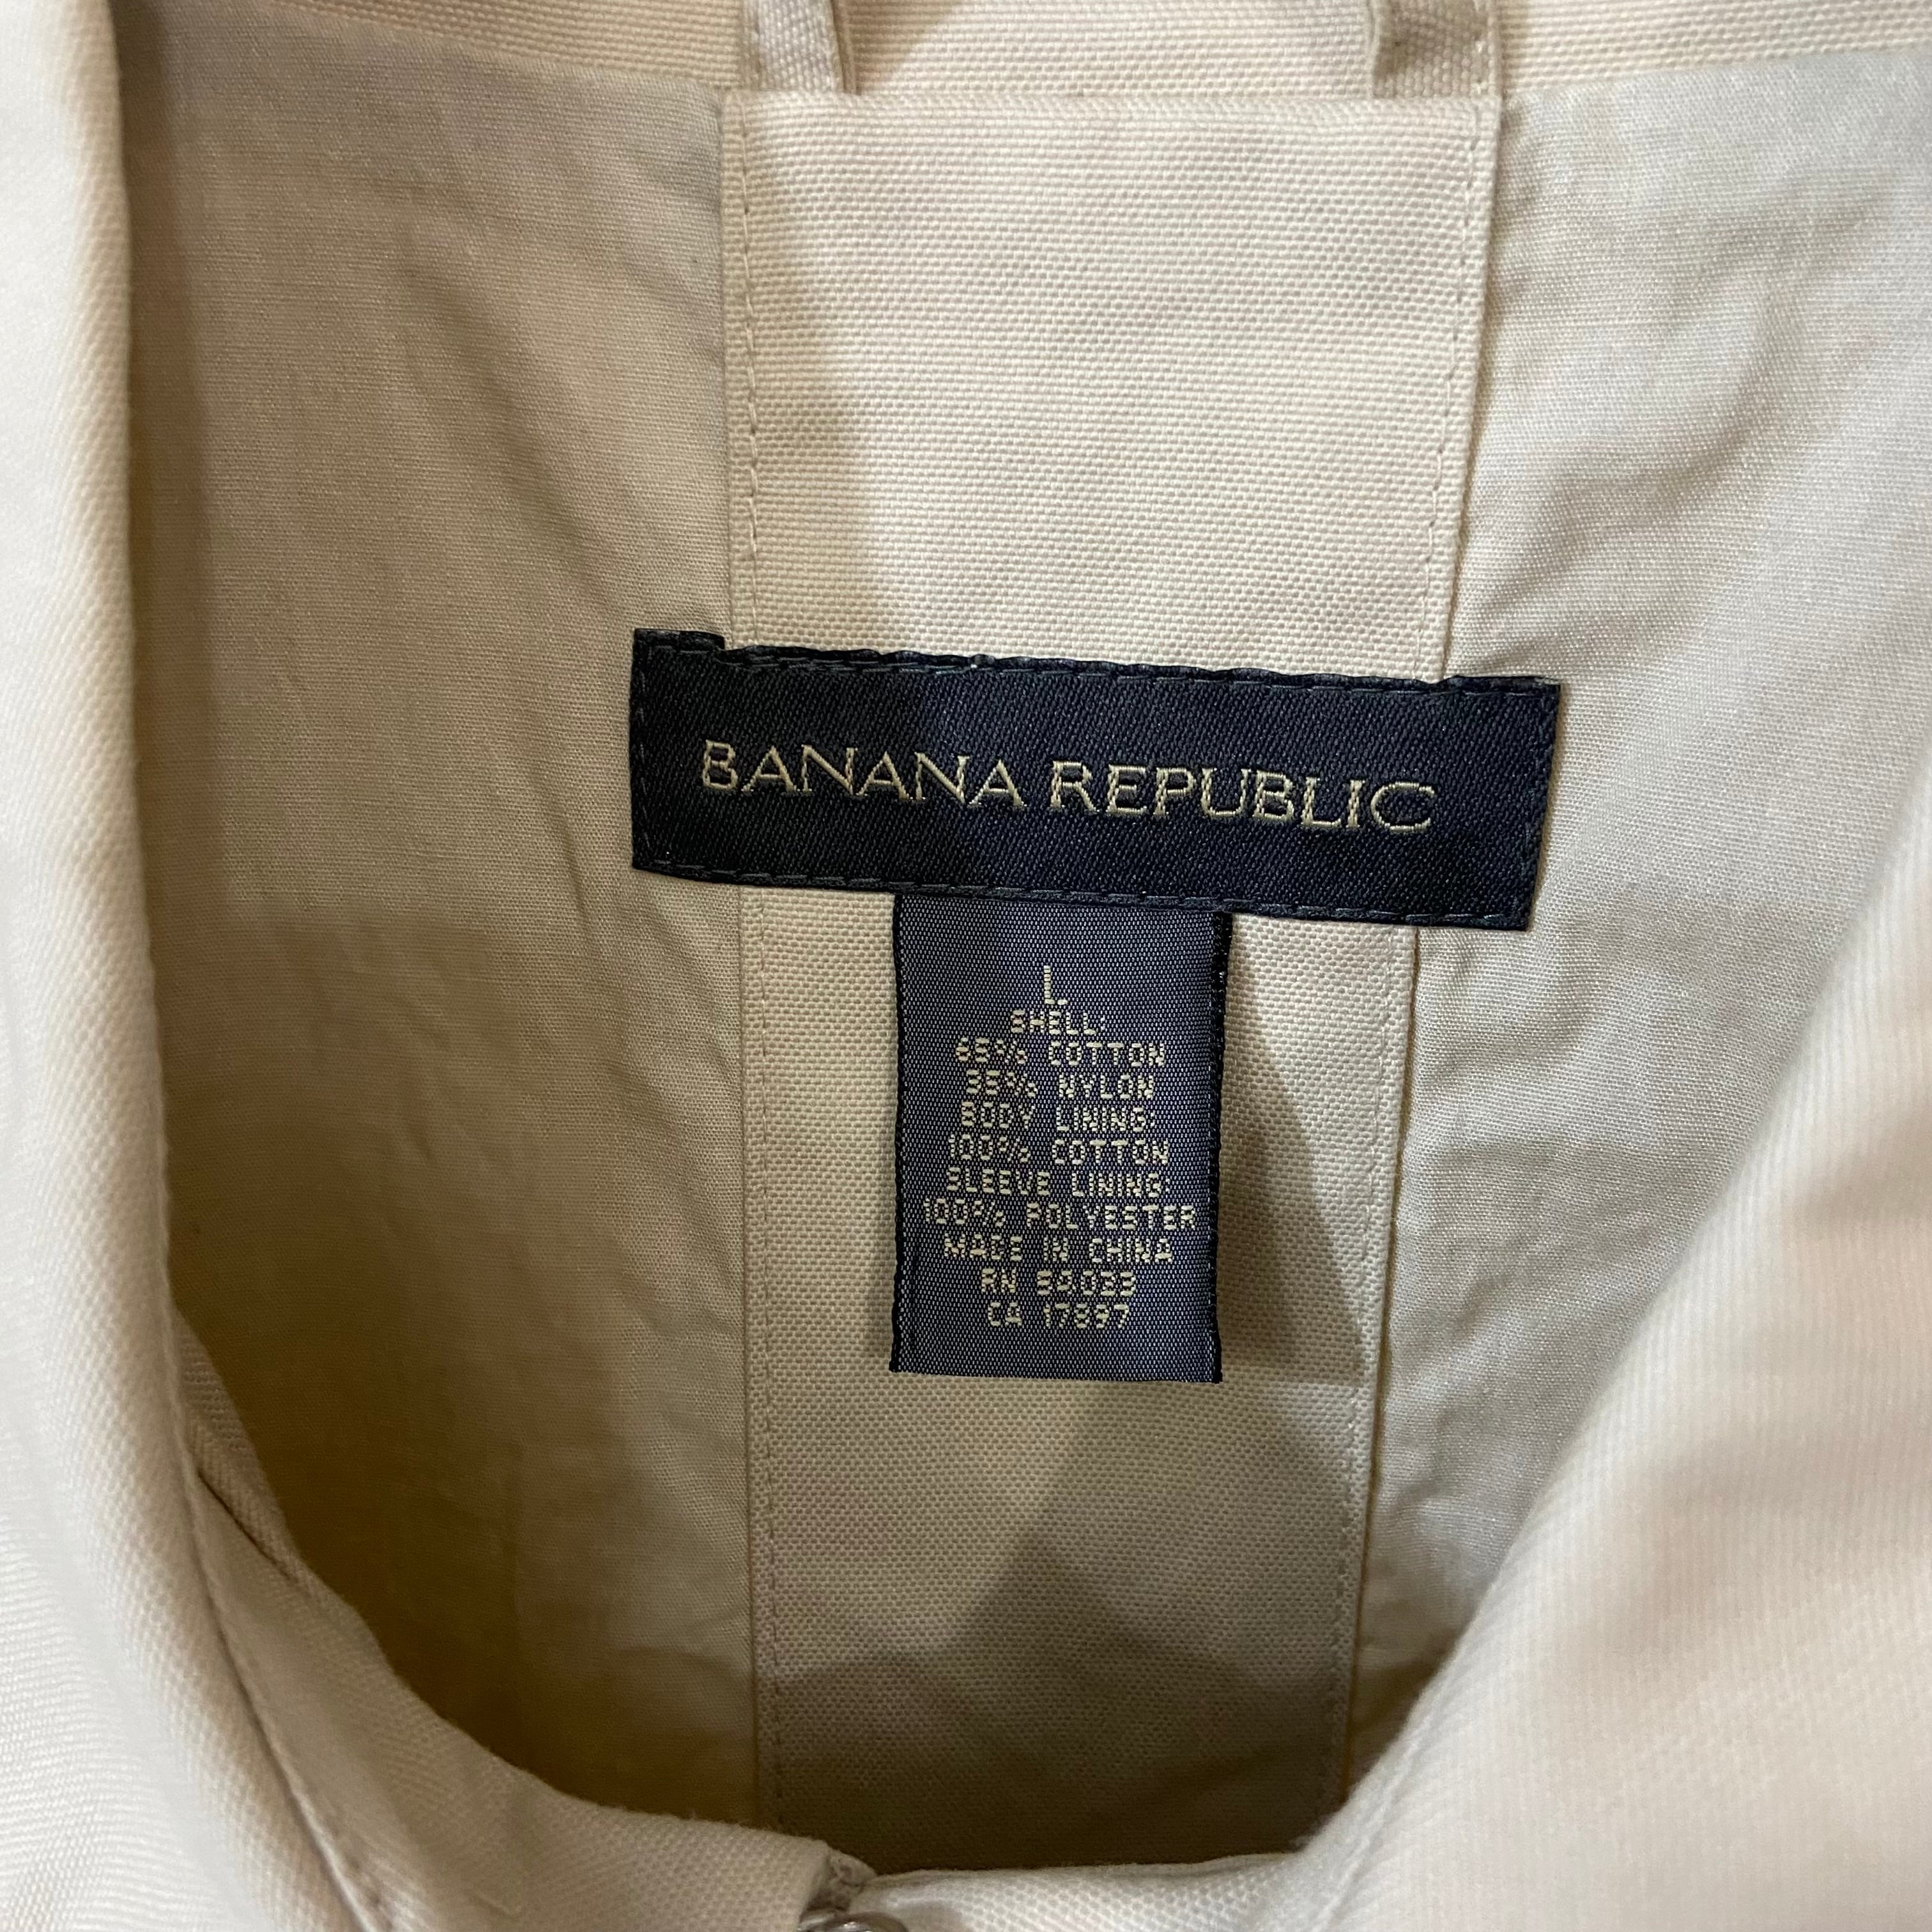 BANANA REPUBLIC
L
SHELL:
65% COTTON
35% NYLON
BODY LINING:
100% COTTON
SLEEVE LINING:
100% POLYESTER
MADE IN CHINA
RN 59033
CA 17897